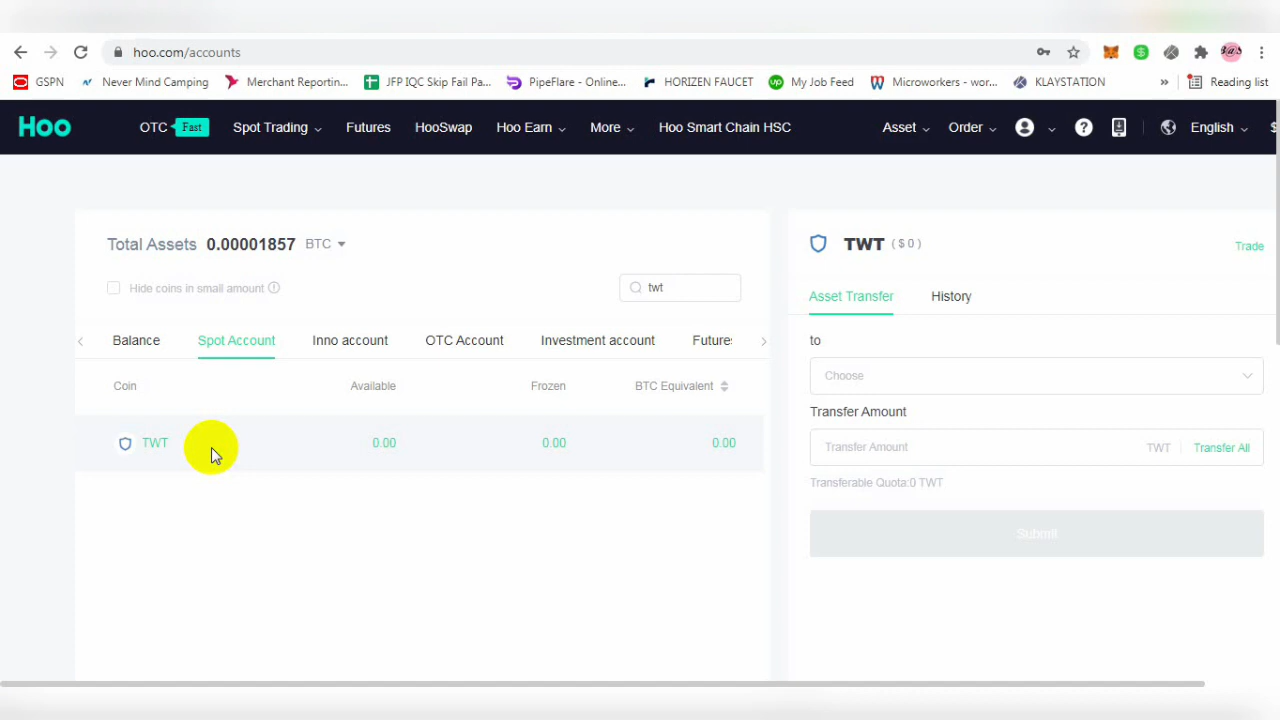 hoo.com/accounts
GSPN Never Mind Camping Merchant Reportin... JFP IQC Skip Fail Pa... PipeFlare - Online... HORIZEN FAUCET My Job Feed Microworkers - wor... KLAYSTATION » Reading list
Hoo OTC Fast Spot Trading Futures HooSwap Hoo Earn More Hoo Smart Chain HSC Asset Order ? English $
Total Assets 0.00001857 BTC
TWT ( $ 0 ) Trade
Hide coins in small amount
twt
Asset Transfer History
Balance Spot Account Inno account OTC Account Investment account Future
to
Coin Available Frozen BTC Equivalent
Choose
Transfer Amount
TWT 0.00 0.00 0.00
Transfer Amount TWT Transfer All
Transferable Quota:0 TWT
Submit